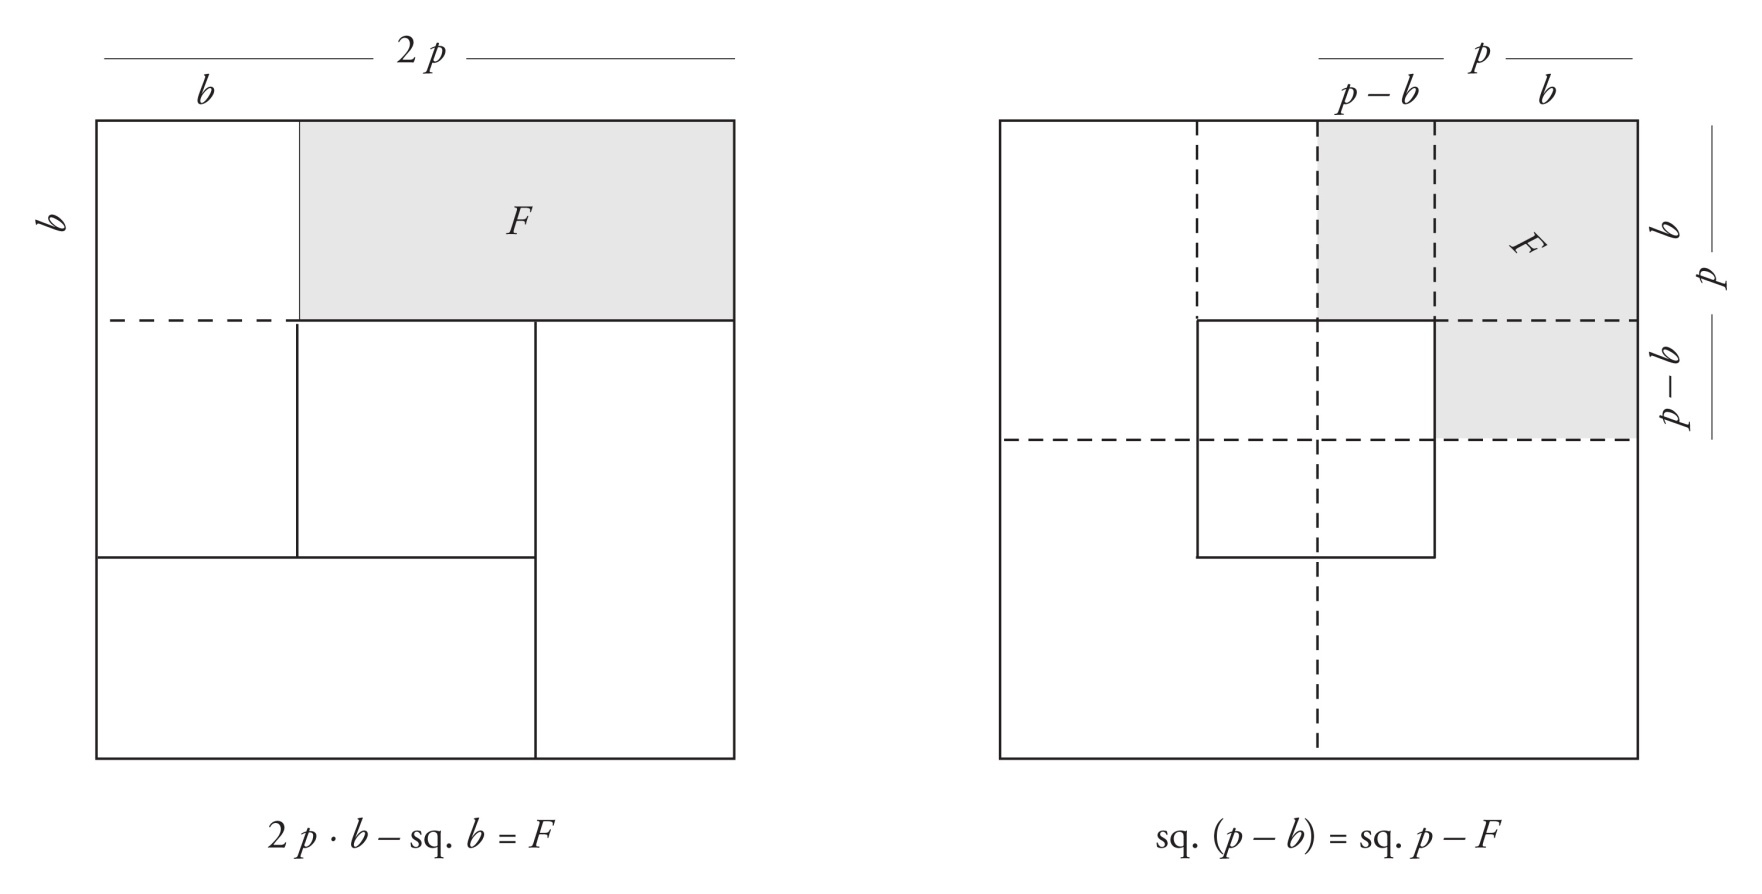 2 p
b
b
F
2 p · b – sq. b = F
p
p – b
b
F
b
p
p – b
sq. (p – b) = sq. p – F